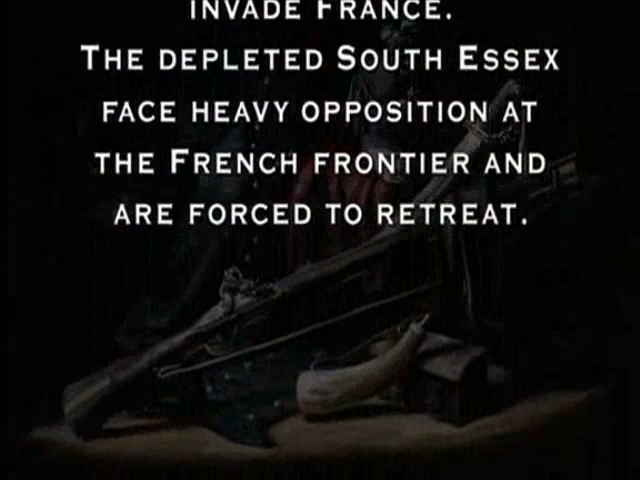 INVADE FRANCE.
THE DEPLETED SOUTH ESSEX
FACE HEAVY OPPOSITION AT
THE FRENCH FRONTIER AND
ARE FORCED TO RETREAT.